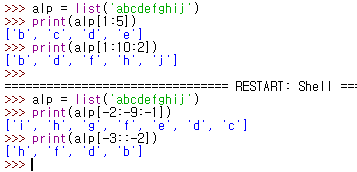 >>> alp = list('abcdefghij')
>>> print(alp[1:5])
['b', 'c', 'd', 'e']
>>> print(alp[1:10:2])
['b', 'd', 'f', 'h', 'j']
>>>
================================ RESTART: Shell ===
>>> alp = list('abcdefghij')
>>> print(alp[-2:-9:-1])
['i', 'h', 'g', 'f', 'e', 'd', 'c']
>>> print(alp[-3::-2])
['h', 'f', 'd', 'b']
>>>